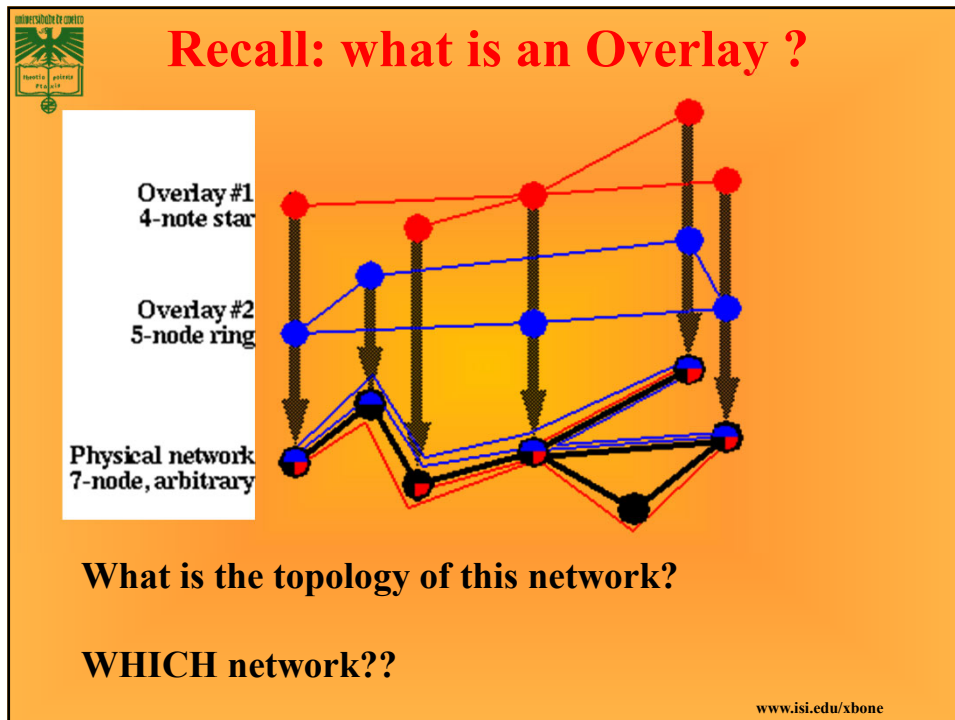 Recall: what is an Overlay ?
Overlay #1
4-note star
Overlay #2
5-node ring
Physical network
7-node, arbitrary
What is the topology of this network?
WHICH network??
www.isi.edu/xbone